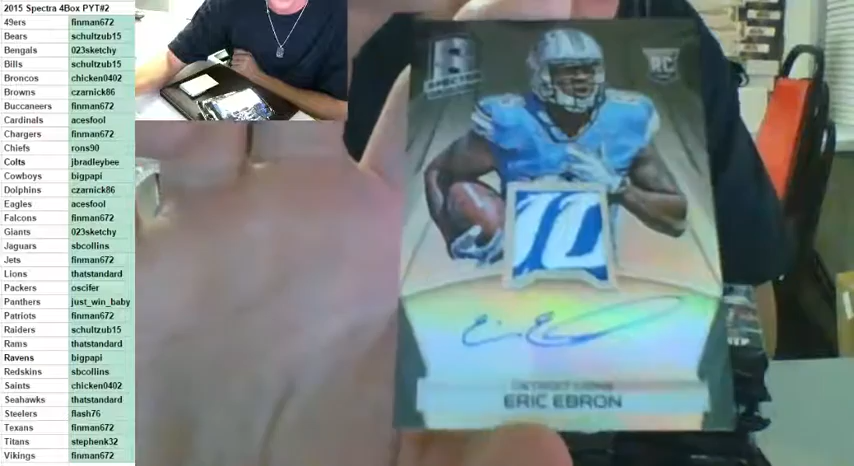 2015 Spectra 4Box PYT#2
49ers finman672
Bears schultzub15
Bengals 023sketchy
Bills schultzub15
Broncos chicken0402
Browns czarnick86
Buccaneers finman672
Cardinals acesfool
Chargers finman672
Chiefs rons90
Colts jbradleybee
Cowboys bigpapi
Dolphins czarnick86
Eagles acesfool
Falcons finman672
Giants 023sketchy
Jaguars sbcollins
Jets finman672
Lions thatstandard
Packers oscifer
Panthers just_win_baby
Patriots finman672
Raiders schultzub15
Rams thatstandard
Ravens bigpapi
Redskins sbcollins
Saints chicken0402
Seahawks thatstandard
Steelers flash76
Texans finman672
Titans stephenk32
Vikings finman672
SPECTRA
RC
DETROIT LIONS
ERIC EBRON